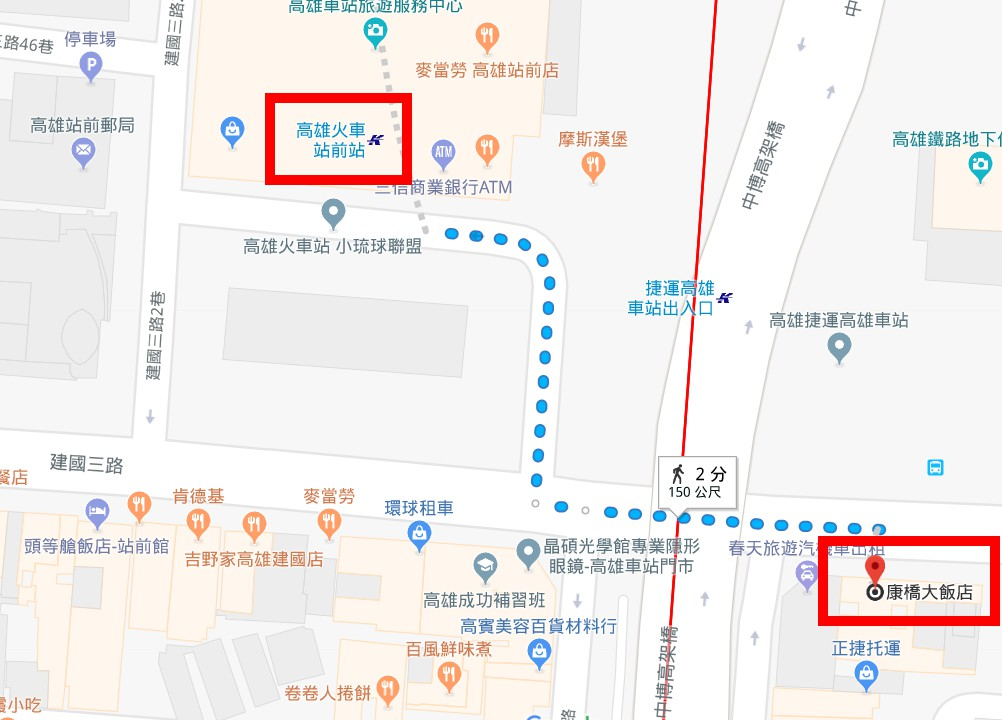 高雄車站旅遊服務中心
中
三路46巷
停車場
建國三路
P
麥當勞 高雄站前店
高雄站前郵局
高雄火車
站前站
ATM
摩斯漢堡
中博高架橋
高雄鐵路地下
三信商業銀行ATM
高雄火車站 小琉球聯盟
捷運高雄
車站出入口
高雄捷運高雄車站
建國三路2巷
建國三路
2 分
150 公尺
餐店
肯德基
麥當勞
環球租車
頭等艙飯店-站前館
吉野家高雄建國店
晶碩光學館專業隱形
眼鏡-高雄車站門市
春天旅遊汽機車出租
康橋大飯店
高雄成功補習班
高賓美容百貨材料行
百風鮮味煮
正捷托運
中博高架橋
卷卷人捲餅
小吃
路